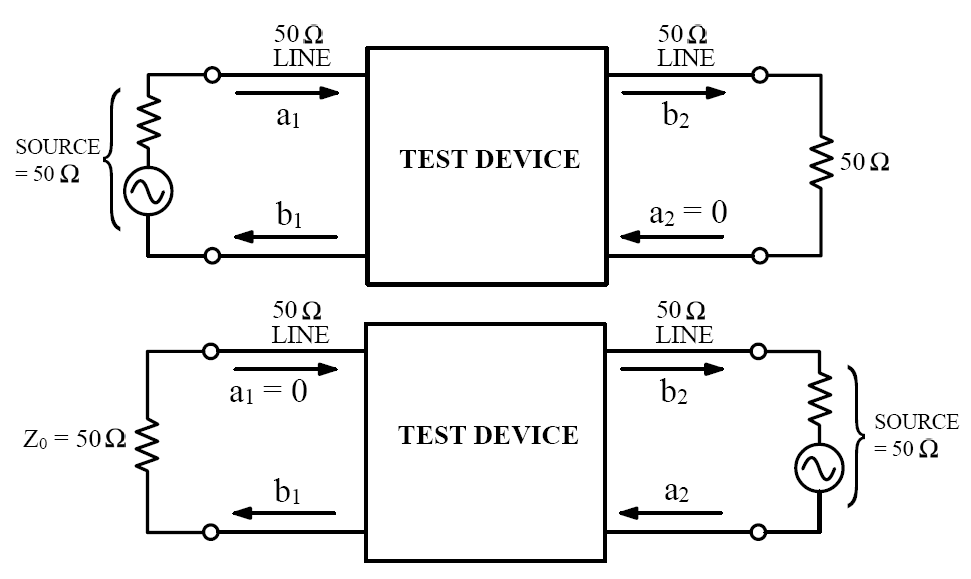 50 Ω
LINE
50 Ω
LINE
a1
b2
SOURCE
= 50 Ω
TEST DEVICE
50 Ω
b1
a2 = 0
50 Ω
LINE
50 Ω
LINE
a1 = 0
b2
Z0 = 50 Ω
TEST DEVICE
SOURCE
= 50 Ω
b1
a2